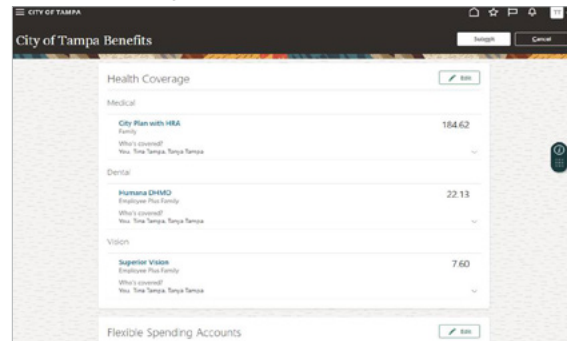 CITY OF TAMPA
City of Tampa Benefits
Submit
Cancel
Health Coverage
Edit
Medical
City Plan with HRA
184.62
Family
Who's covered?
You, Tina Tampa, Tanya Tampa
Dental
Humana DHMO
22.13
Employee Plus Family
Who's covered?
You, Tina Tampa, Tanya Tampa
Vision
Superior Vision
7.60
Employee Plus Family
Who's covered?
You, Tina Tampa, Tanya Tampa
Flexible Spending Accounts
Edit